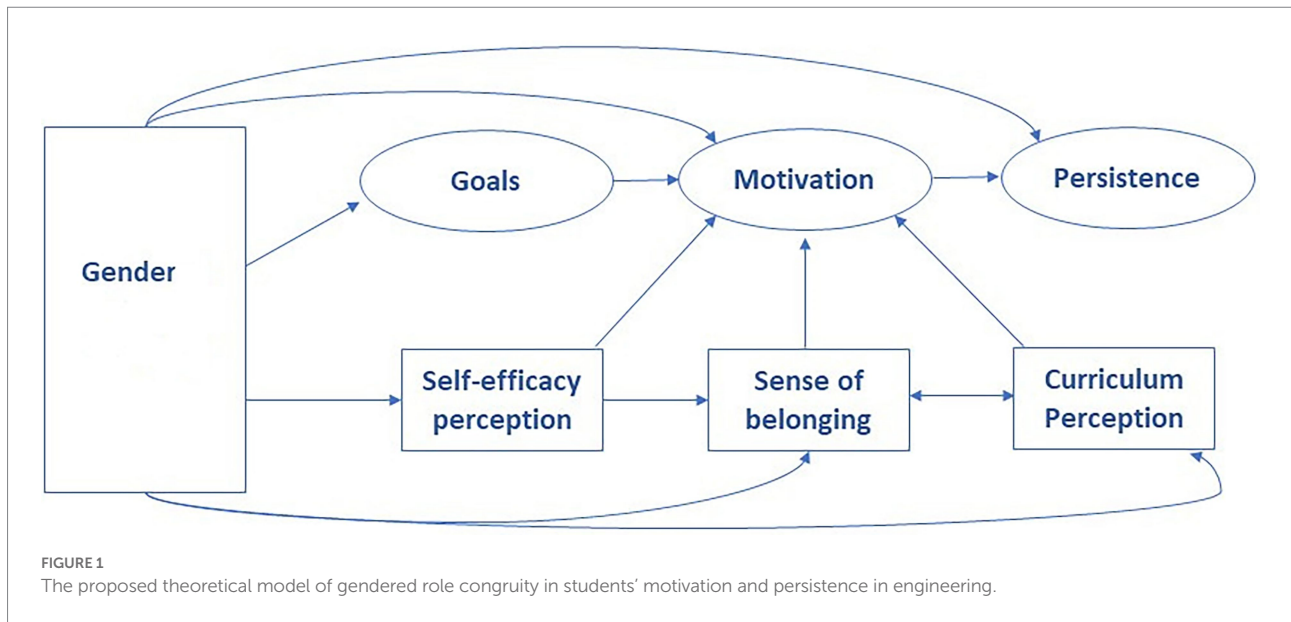 Gender
Goals
Motivation
Persistence
Self-efficacy
perception
Sense of
belonging
Curriculum
Perception
FIGURE 1
The proposed theoretical model of gendered role congruity in students’ motivation and persistence in engineering.